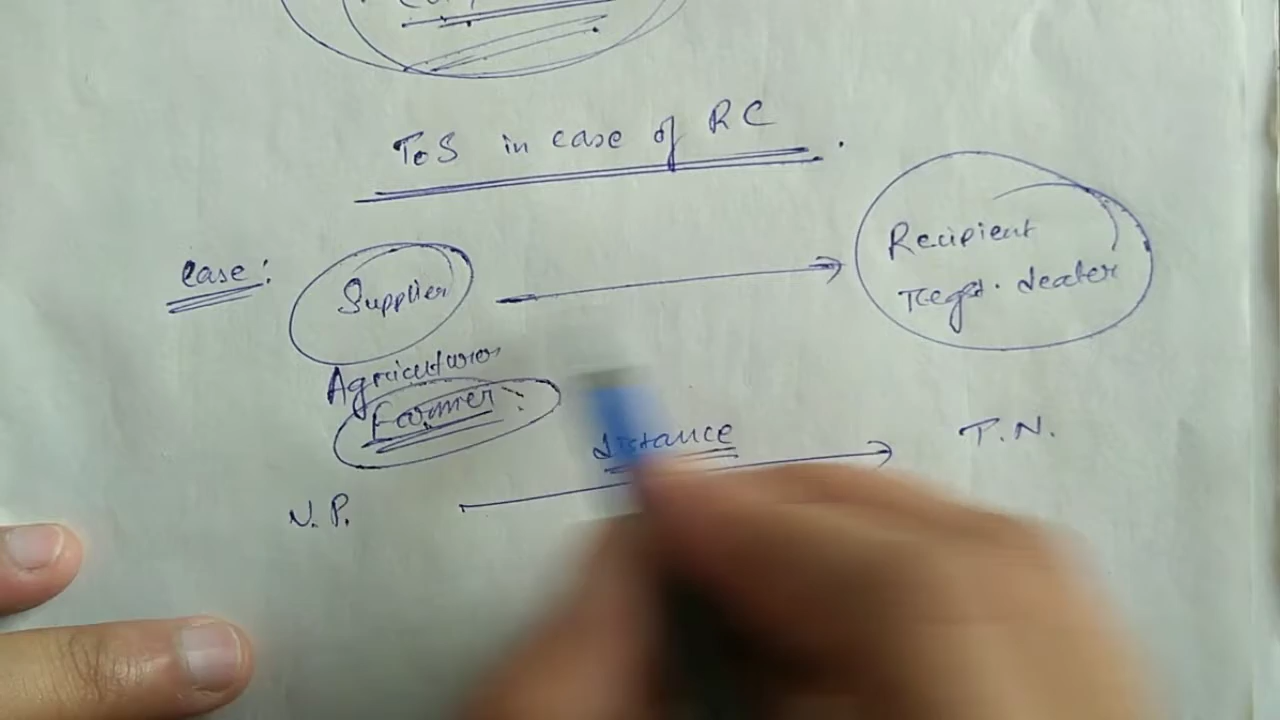 ToS in case of RC.
case:
Supplier
Recipient
Regd. dealer
Agriculturer
Farmer:
distance
T.N.